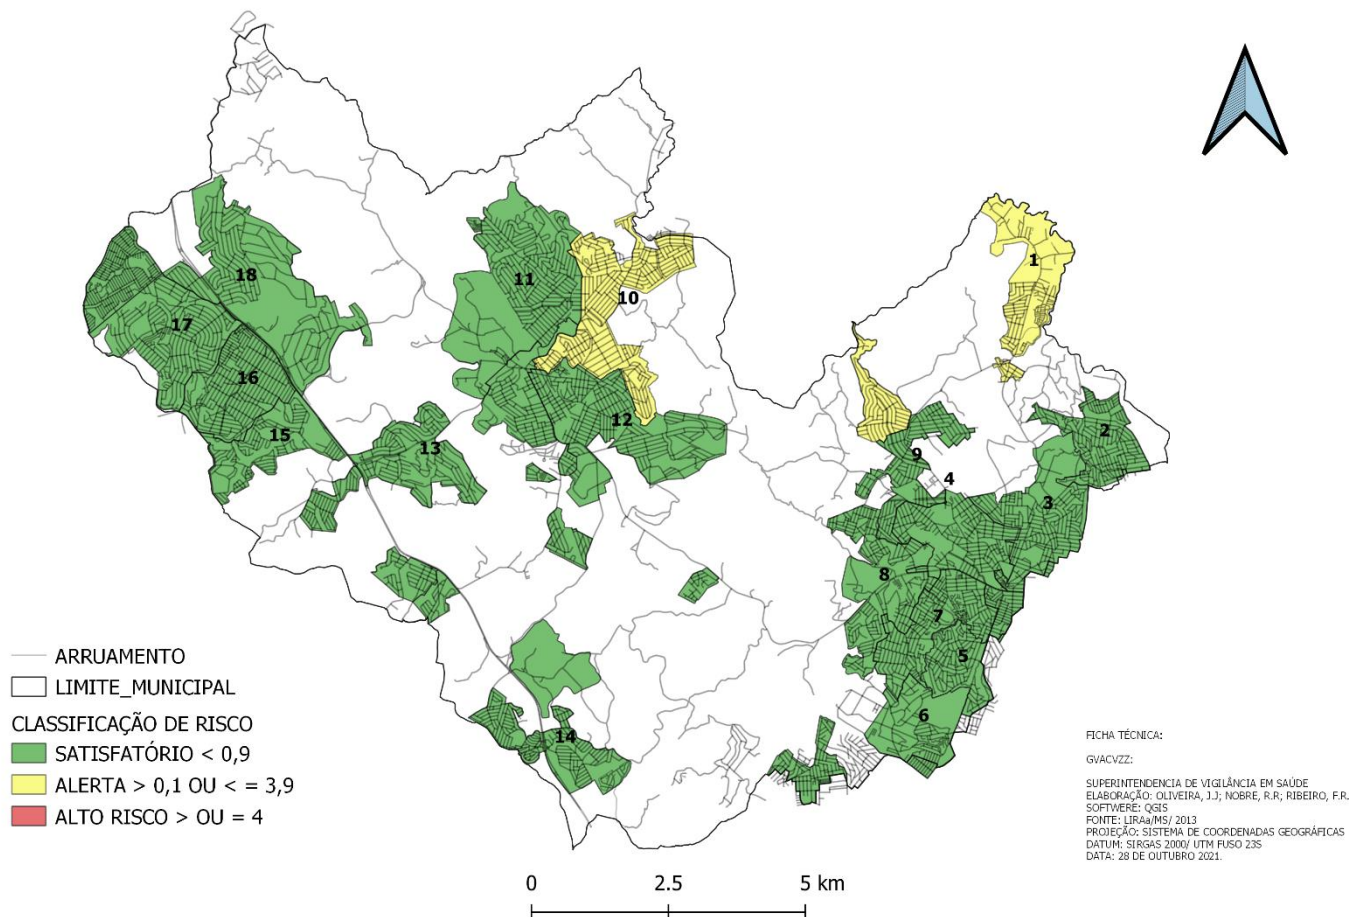 1
18
11
10
17
16
12
2
15
13
9
4
3
8
7
5
6
14
ARRUAMENTO
LIMITE_MUNICIPAL
CLASSIFICAÇÃO DE RISCO
SATISFATÓRIO < 0,9
ALERTA > 0,1 OU < = 3,9
ALTO RISCO > OU = 4
FICHA TÉCNICA:
GVACVZZ:
SUPERINTENDENCIA DE VIGILÂNCIA EM SAÚDE
ELABORAÇÃO: OLIVEIRA, J.J; NOBRE, R.R; RIBEIRO, F.R.
SOFTWERE: QGIS
FONTE: LIRAa/MS/ 2013
PROJEÇÃO: SISTEMA DE COORDENADAS GEOGRÁFICAS
DATUM: SIRGAS 2000/ UTM FUSO 23S
DATA: 28 DE OUTUBRO 2021.
0 2.5 5 km